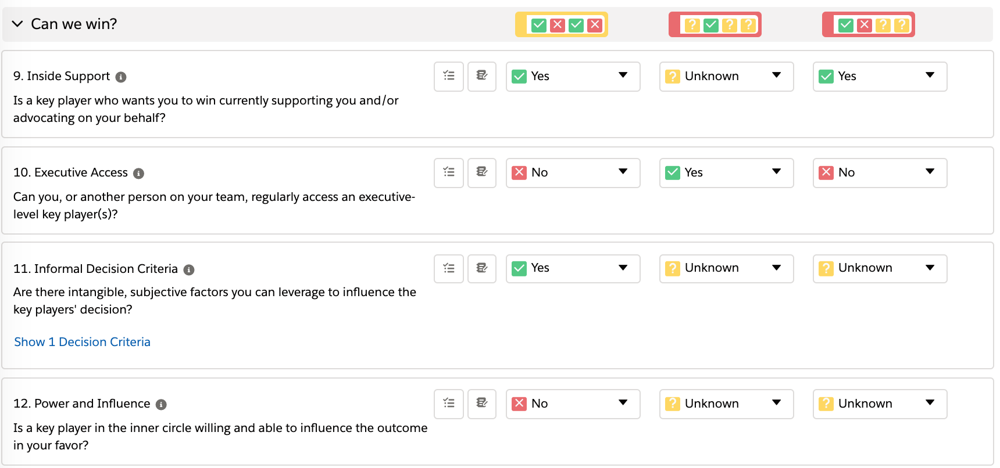 Can we win?
? ? ?
? ?
9. Inside Support
Yes
Unknown
Yes
Is a key player who wants you to win currently supporting you and/or
advocating on your behalf?
10. Executive Access
No
Yes
No
Can you, or another person on your team, regularly access an executive-
level key player(s)?
11. Informal Decision Criteria
Yes
? Unknown
? Unknown
Are there intangible, subjective factors you can leverage to influence the
key players' decision?
Show 1 Decision Criteria
12. Power and Influence
No
? Unknown
? Unknown
Is a key player in the inner circle willing and able to influence the outcome
in your favor?